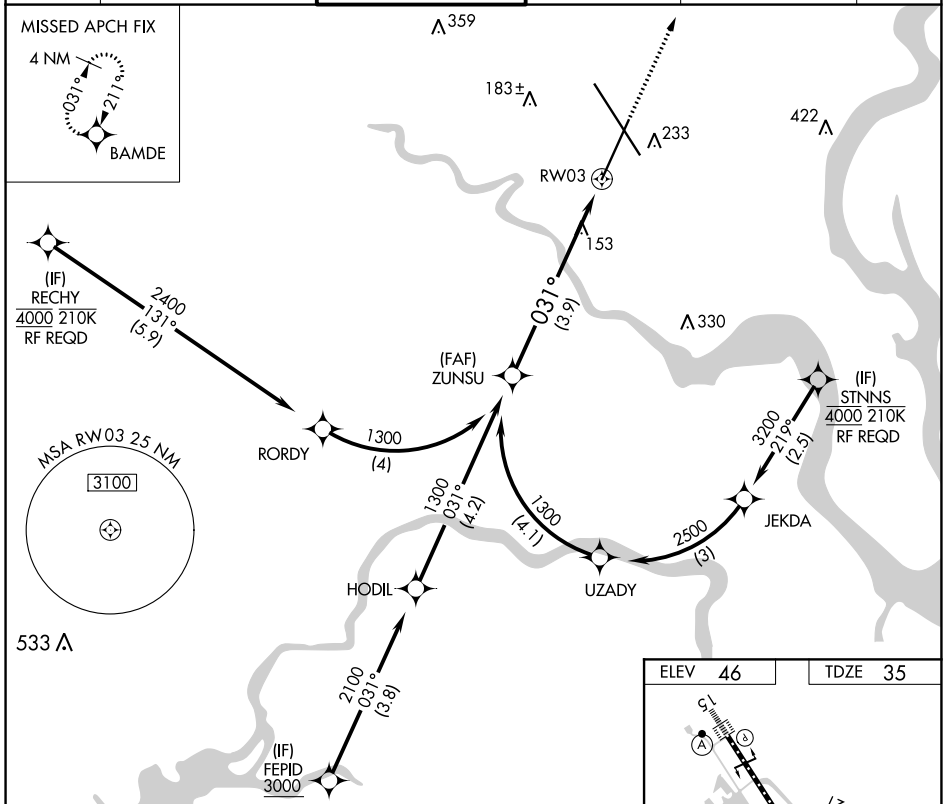 MISSED APCH FIX
4 NM
031°
211°
BAMDE
359
183±
233
422
RW03
153
(IF)
RECHY
4000 210K
RF REQD
2400
131°
(5.9)
031°
(3.9)
330
(FAF)
ZUNSU
(IF)
STNNS
4000 210K
RF REQD
3200
219°
(2.5)
RORDY
1300
(4)
MSA RW03 25 NM
3100
1300
031°
(4.2)
1300
(4.1)
2500
(3)
JEKDA
HODIL
UZADY
533
2100
031°
(3.8)
(IF)
FEPID
3000
ELEV 46
TDZE 35
15
A
P